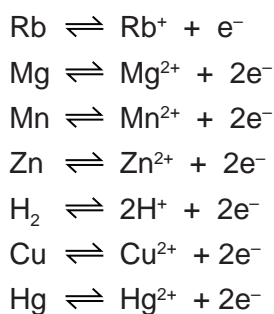 Rb ⇌ Rb⁺ + e⁻
Mg ⇌ Mg²⁺ + 2e⁻
Mn ⇌ Mn²⁺ + 2e⁻
Zn ⇌ Zn²⁺ + 2e⁻
H₂ ⇌ 2H⁺ + 2e⁻
Cu ⇌ Cu²⁺ + 2e⁻
Hg ⇌ Hg²⁺ + 2e⁻